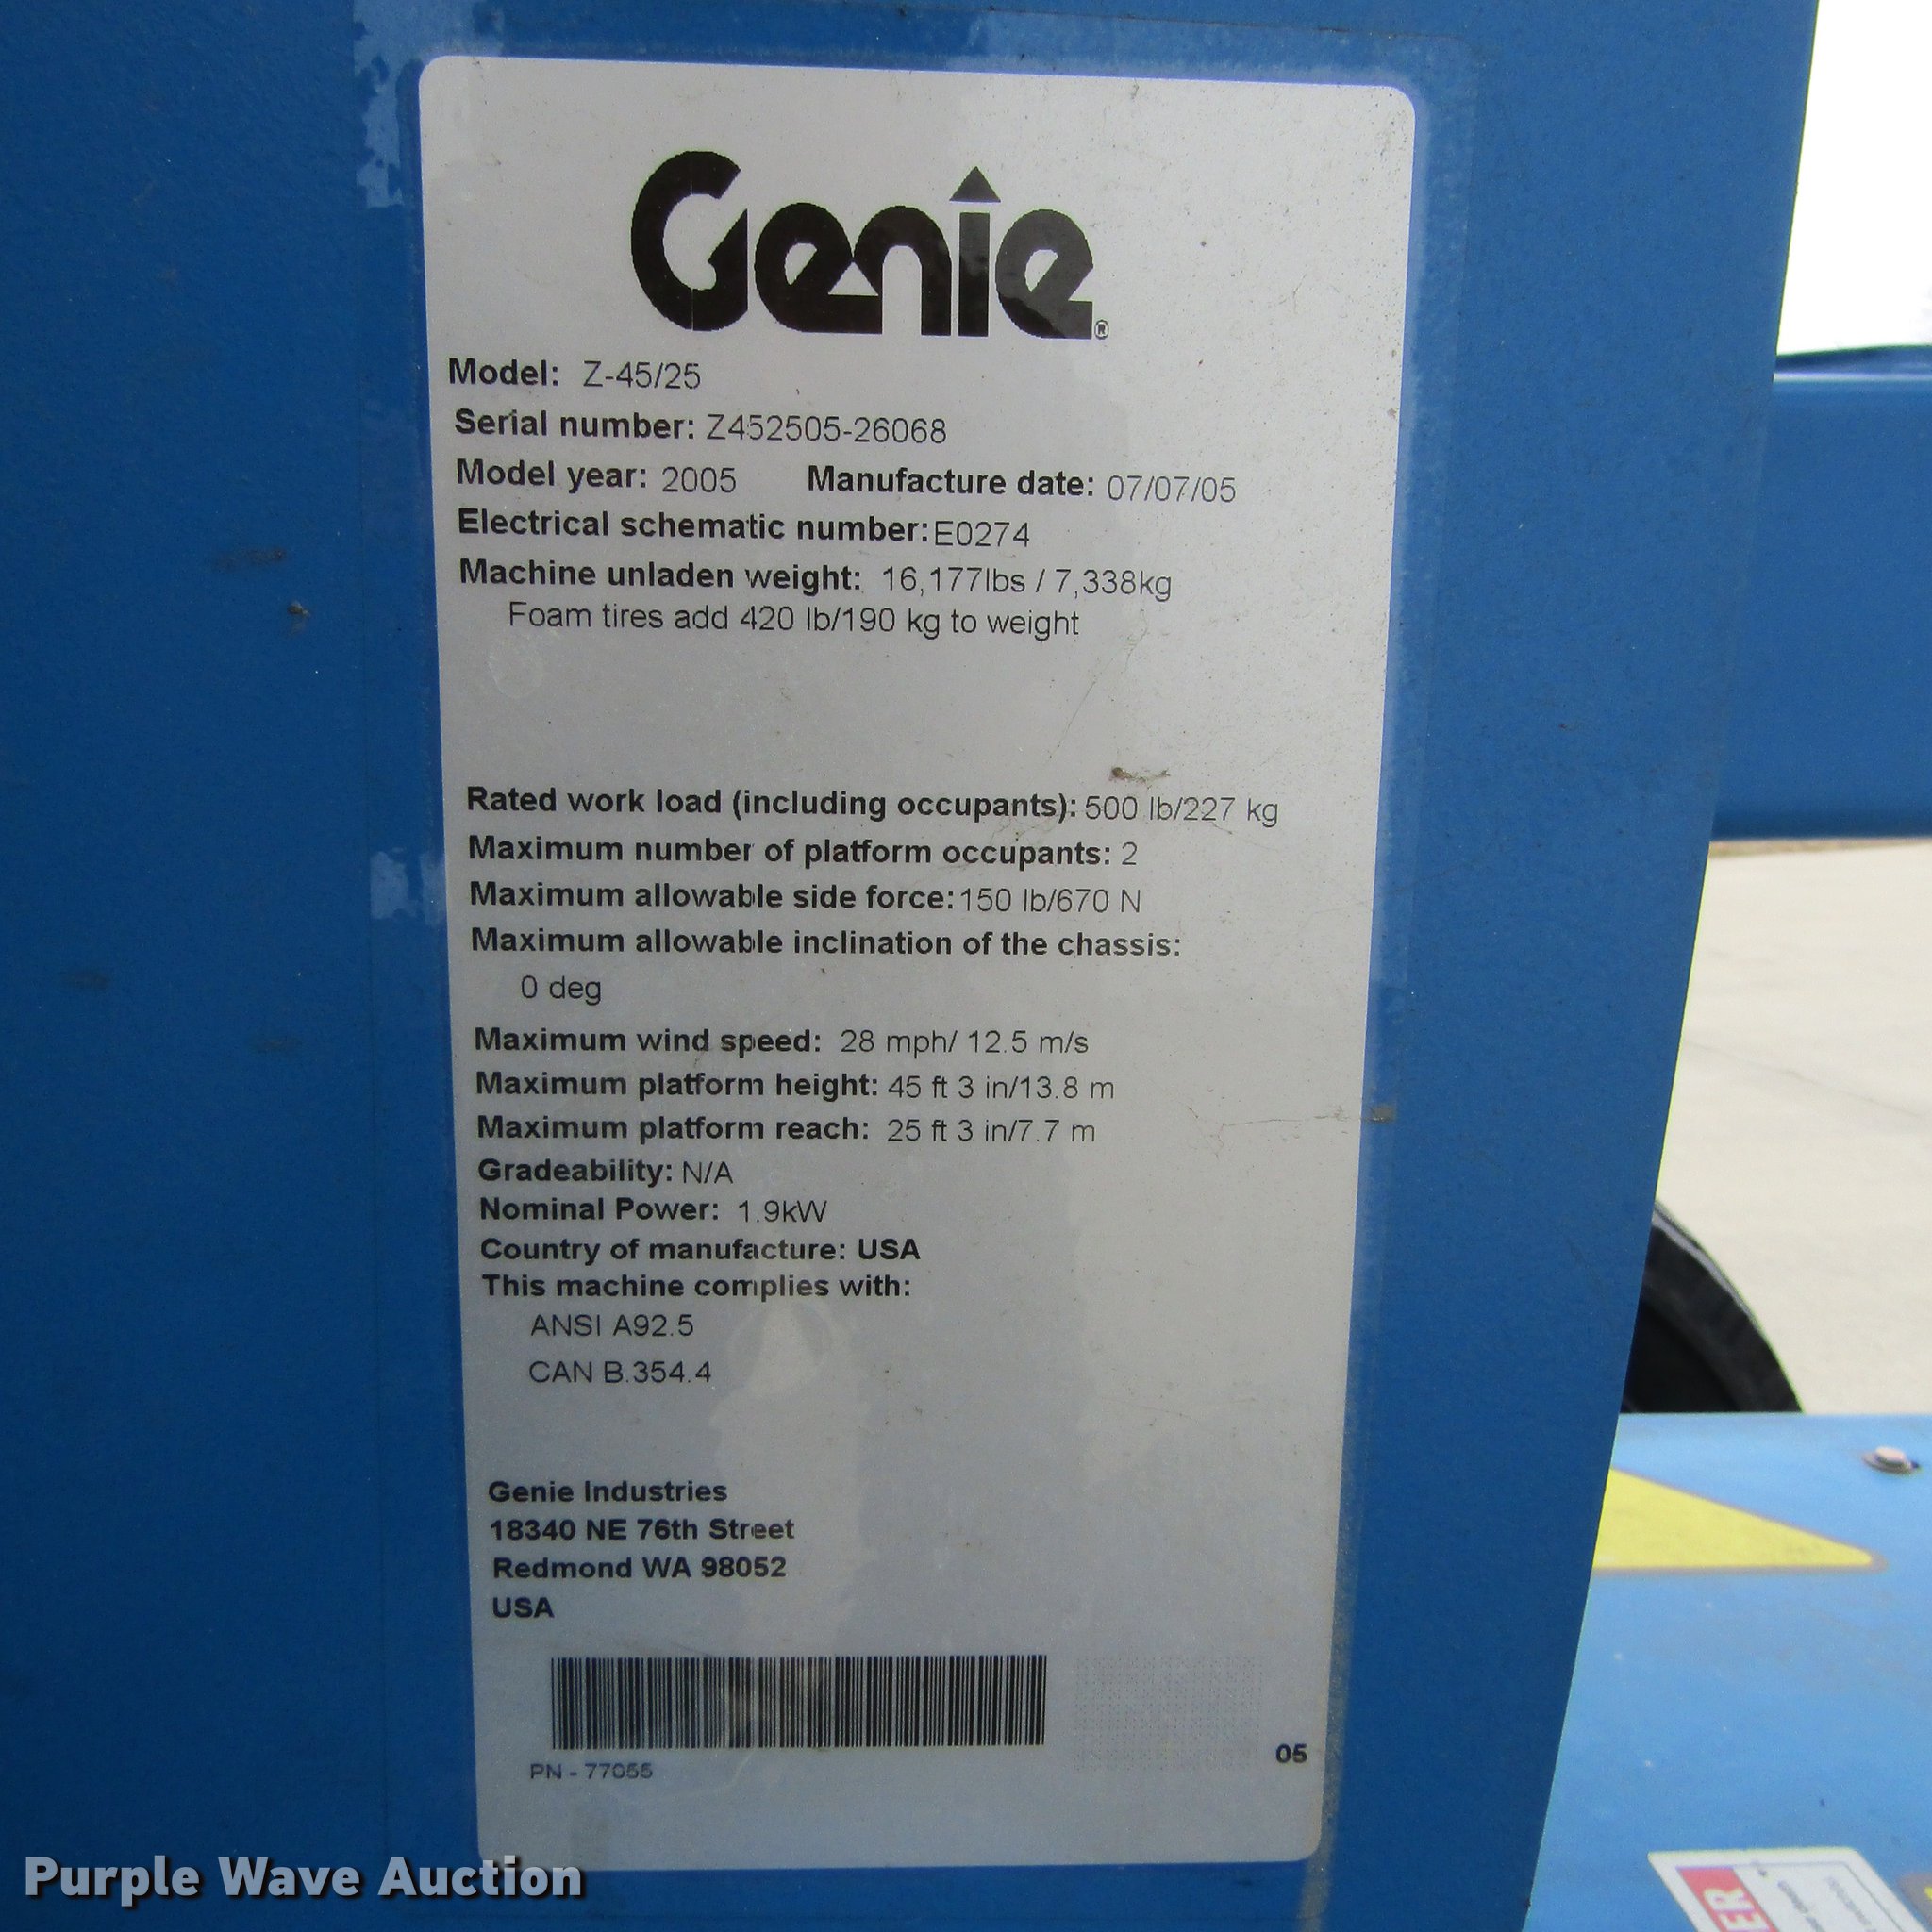 Genie®
Model: Z-45/25
Serial number: Z452505-26068
Model year: 2005 Manufacture date: 07/07/05
Electrical schematic number: E0274
Machine unladen weight: 16,177lbs / 7,338kg
Foam tires add 420 lb/190 kg to weight
Rated work load (including occupants): 500 lb/227 kg
Maximum number of platform occupants: 2
Maximum allowable side force: 150 lb/670 N
Maximum allowable inclination of the chassis:
0 deg
Maximum wind speed: 28 mph/ 12.5 m/s
Maximum platform height: 45 ft 3 in/13.8 m
Maximum platform reach: 25 ft 3 in/7.7 m
Gradeability: N/A
Nominal Power: 1.9kW
Country of manufacture: USA
This machine complies with:
ANSI A92.5
CAN B.354.4
Genie Industries
18340 NE 76th Street
Redmond WA 98052
USA
PN - 77055
05
Purple Wave Auction
ER